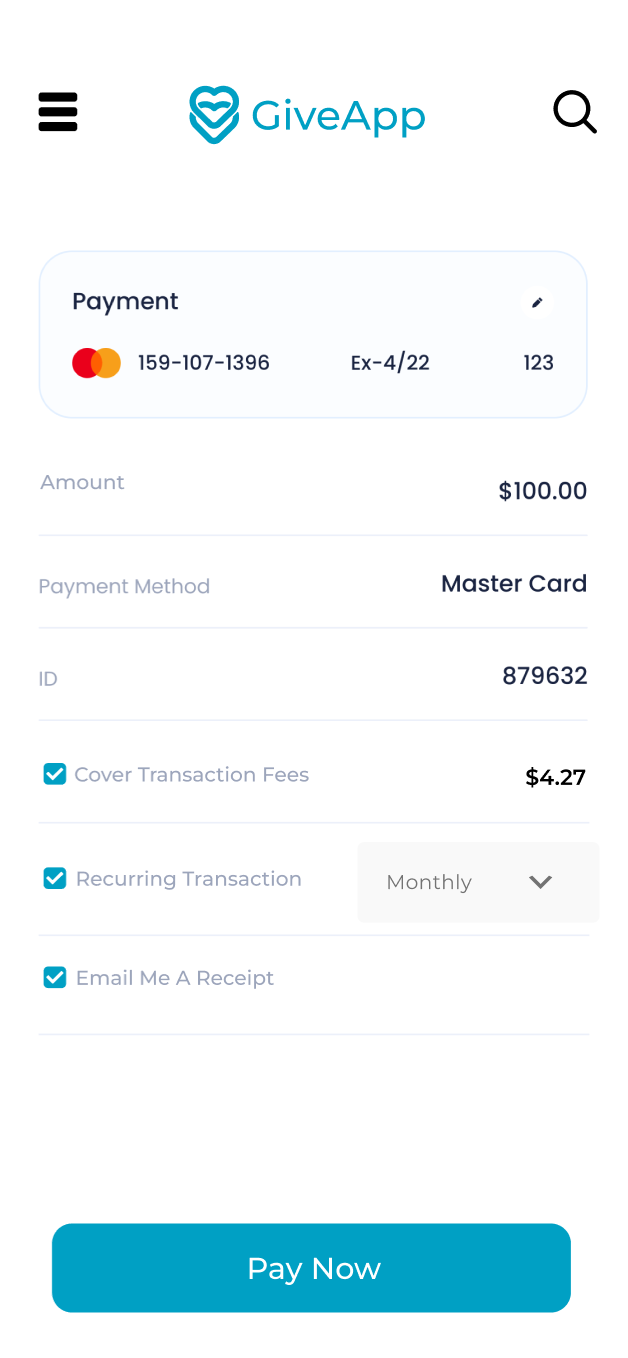 GiveApp
Payment
159-107-1396 Ex-4/22 123
Amount $100.00
Payment Method Master Card
ID 879632
Cover Transaction Fees $4.27
Recurring Transaction Monthly
Email Me A Receipt
Pay Now